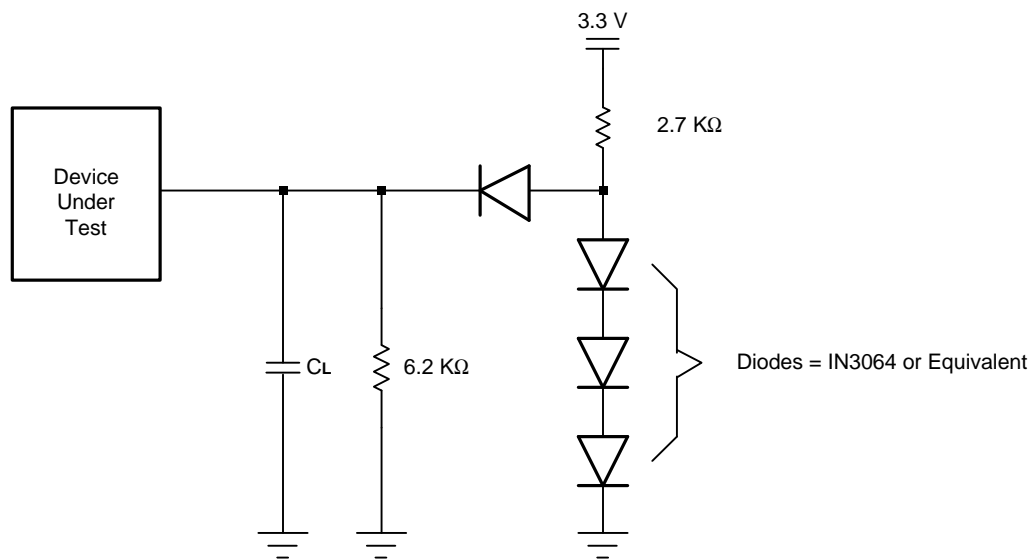 3.3 V
2.7 KΩ
Device
Under
Test
CL
6.2 KΩ
Diodes = IN3064 or Equivalent